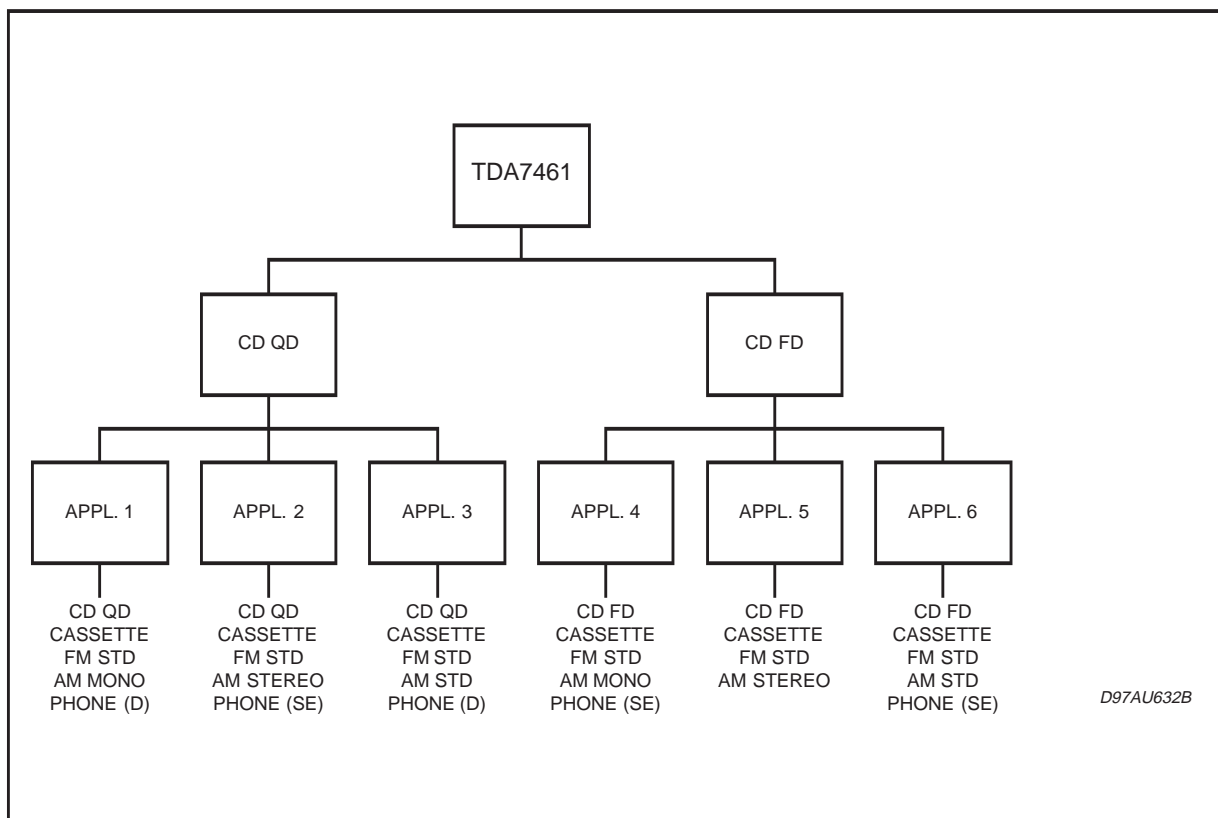 TDA7461
CD QD
CD FD
APPL. 1
APPL. 2
APPL. 3
APPL. 4
APPL. 5
APPL. 6
CD QD
CASSETTE
FM STD
AM MONO
PHONE (D)
CD QD
CASSETTE
FM STD
AM STEREO
PHONE (SE)
CD QD
CASSETTE
FM STD
AM STD
PHONE (D)
CD FD
CASSETTE
FM STD
AM MONO
PHONE (SE)
CD FD
CASSETTE
FM STD
AM STEREO
CD FD
CASSETTE
FM STD
AM STD
PHONE (SE)
D97AU632B